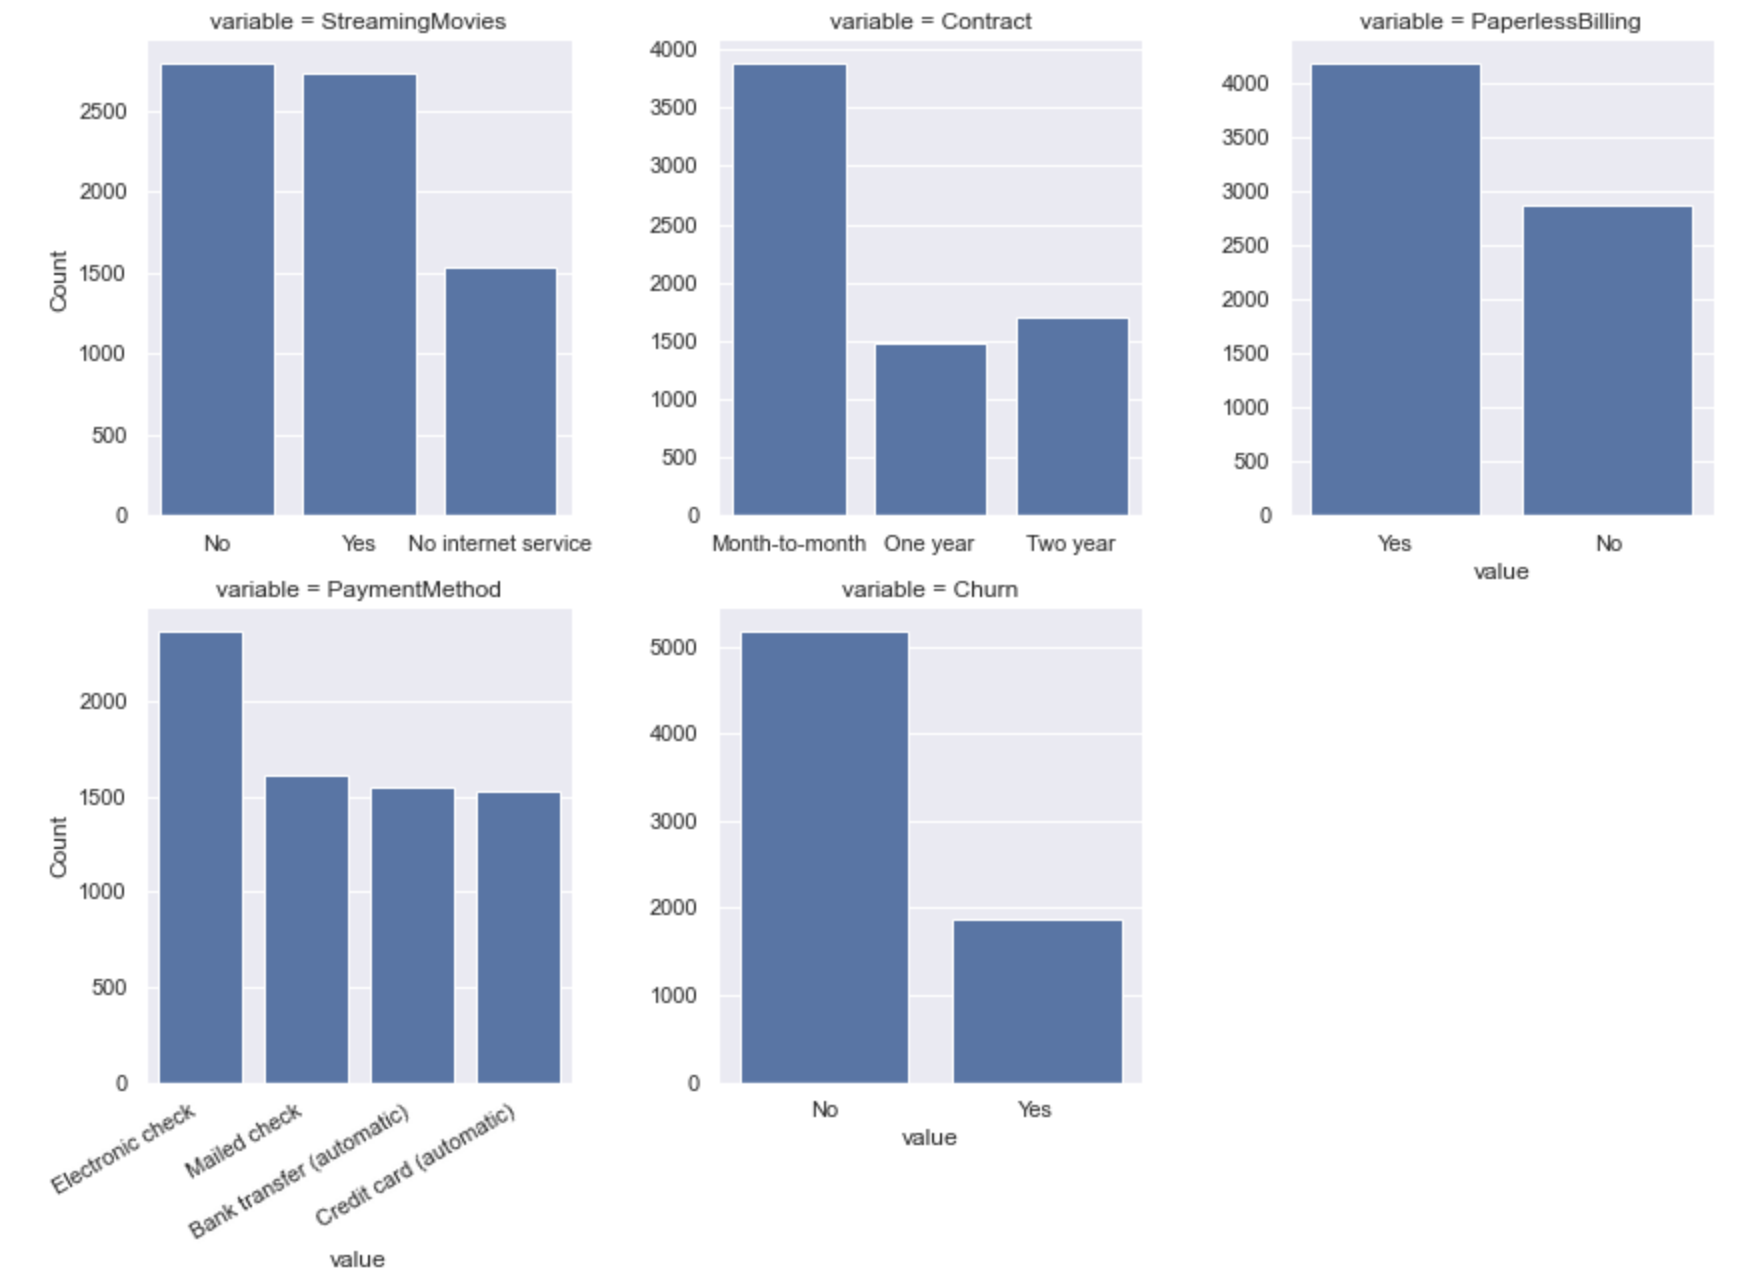 variable = StreamingMovies
Count
2500
2000
1500
1000
500
0
No Yes No internet service
variable = Contract
4000
3500
3000
2500
2000
1500
1000
500
0
Month-to-month One year Two year
variable = PaperlessBilling
4000
3500
3000
2500
2000
1500
1000
500
0
Yes No
value
variable = PaymentMethod
Count
2000
1500
1000
500
0
Electronic check
Mailed check
Bank transfer (automatic)
Credit card (automatic)
value
variable = Churn
5000
4000
3000
2000
1000
0
No Yes
value